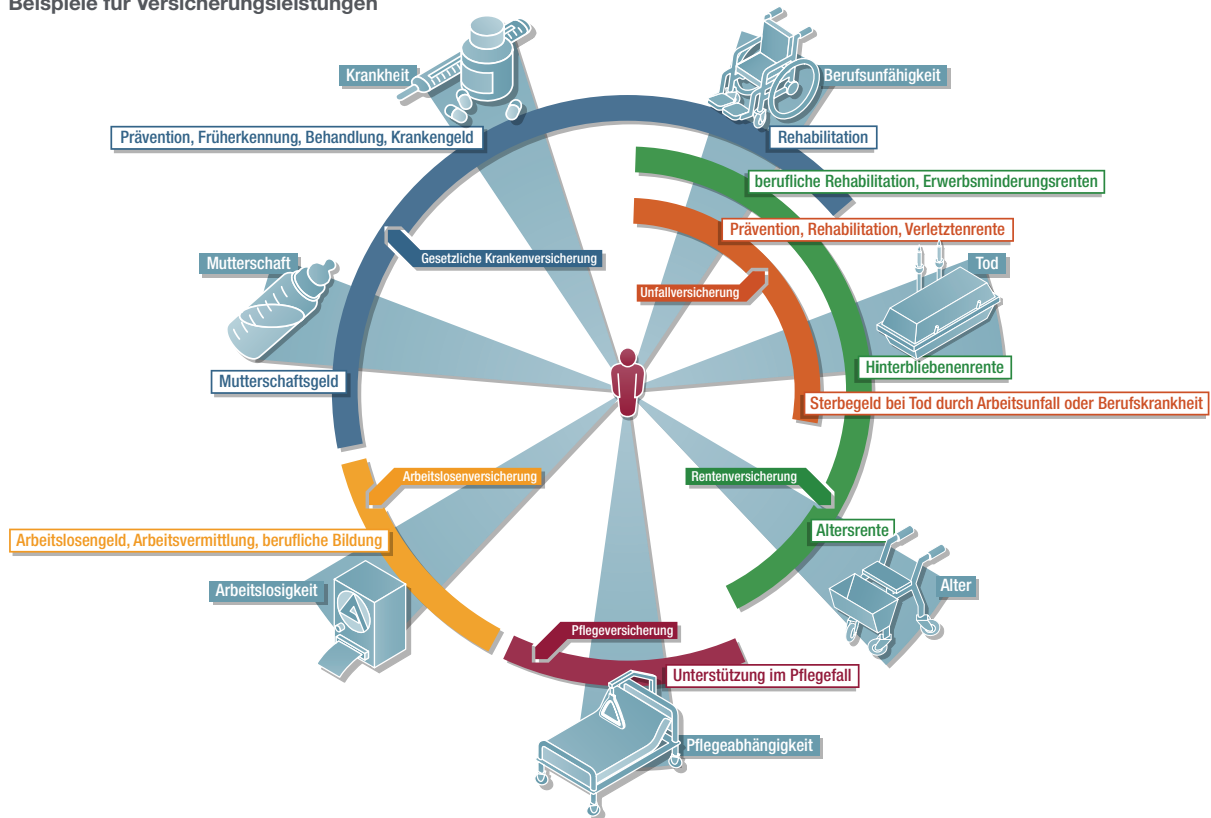 Beispiele für Versicherungsleistungen
Krankheit
Berufsunfähigkeit
Prävention, Früherkennung, Behandlung, Krankengeld
Rehabilitation
berufliche Rehabilitation, Erwerbsminderungsrenten
Prävention, Rehabilitation, Verletztenrente
Mutterschaft
Gesetzliche Krankenversicherung
Tod
Unfallversicherung
Hinterbliebenenrente
Mutterschaftsgeld
Sterbegeld bei Tod durch Arbeitsunfall oder Berufskrankheit
Arbeitslosenversicherung
Rentenversicherung
Altersrente
Arbeitslosengeld, Arbeitsvermittlung, berufliche Bildung
Arbeitslosigkeit
Alter
Pflegeversicherung
Unterstützung im Pflegefall
Pflegeabhängigkeit